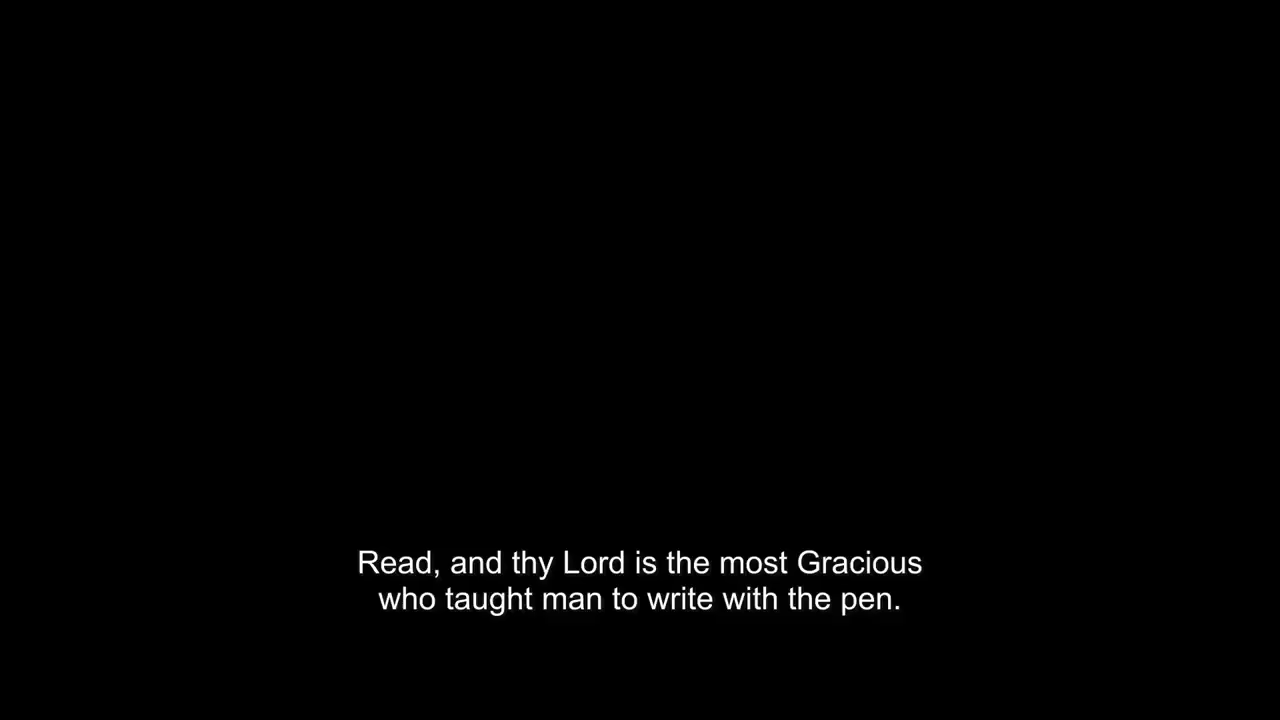 Read, and thy Lord is the most Gracious
who taught man to write with the pen.